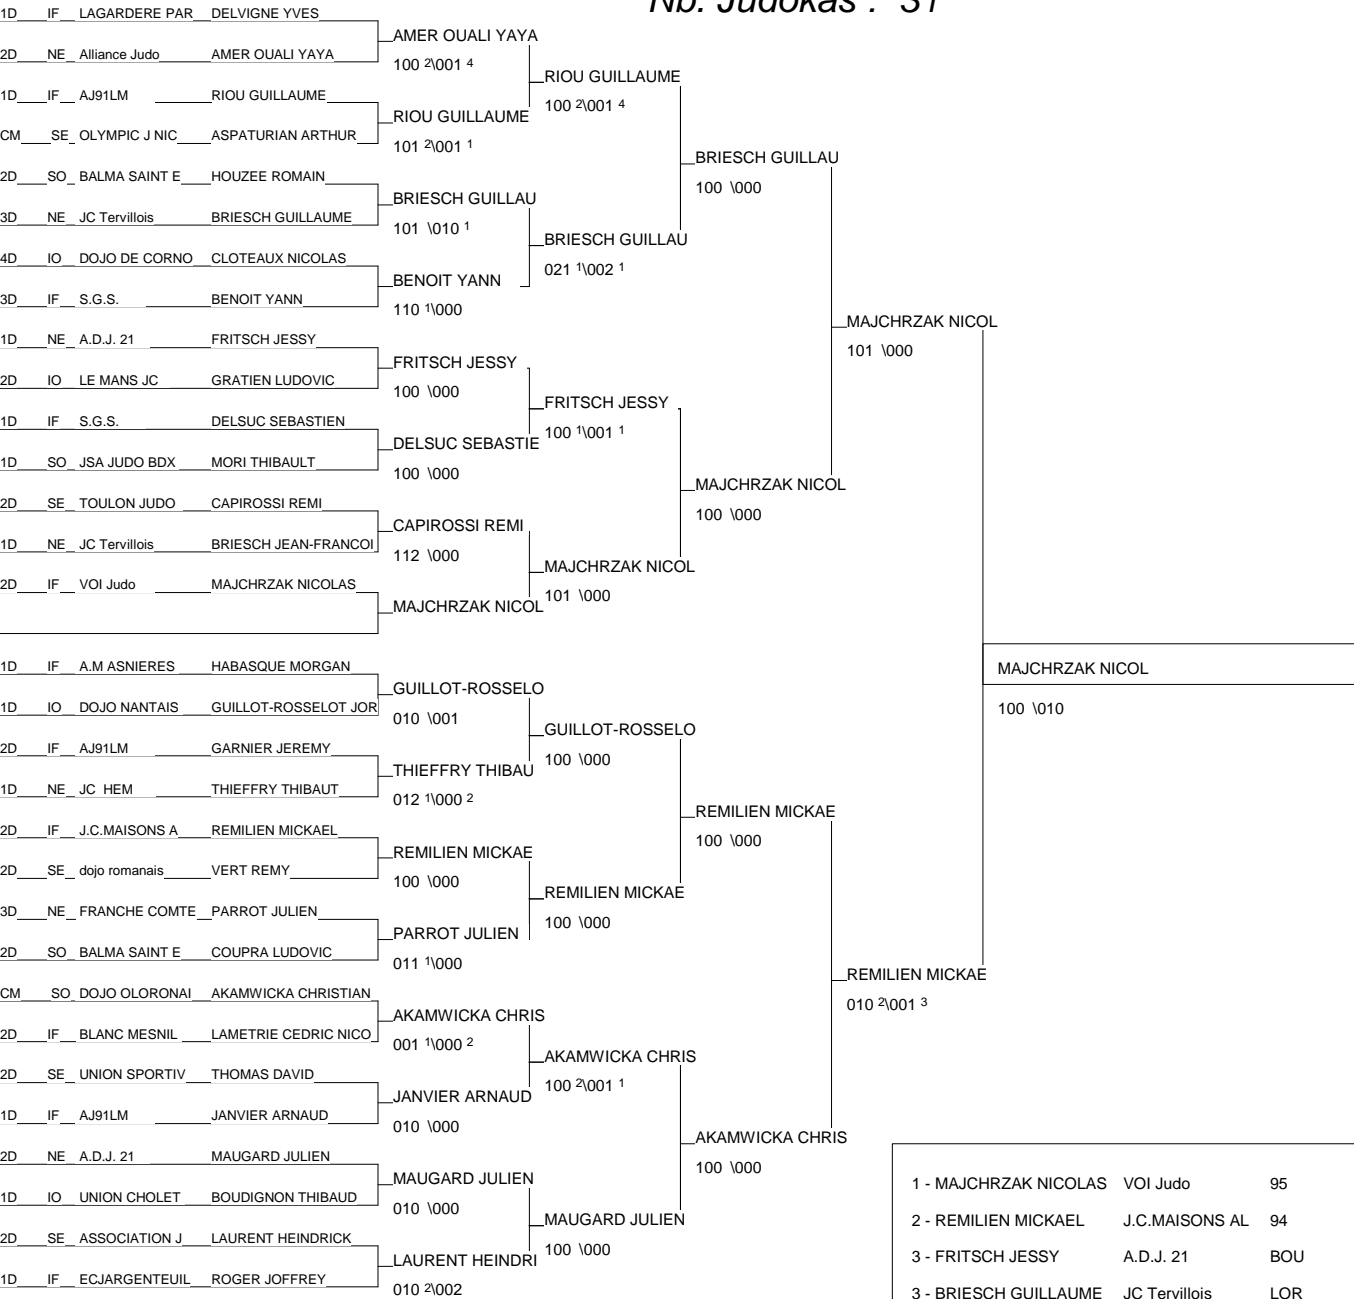 Nb. Judokas : 31
1D IF LAGARDERE PAR DELVIGNE YVES
AMER OUALI YAYA
2D NE Alliance Judo AMER OUALI YAYA
100 2\001 4
RIOU GUILLAUME
1D IF AJ91LM RIOU GUILLAUME
100 2\001 4
RIOU GUILLAUME
CM SE OLYMPIC J NIC ASPATURIAN ARTHUR
101 2\001 1
BRIESCH GUILLAU
2D SO BALMA SAINT E HOUZEE ROMAIN
100 \000
BRIESCH GUILLAU
3D NE JC Tervillois BRIESCH GUILLAUME
101 \010 1
BRIESCH GUILLAU
4D IO DOJO DE CORNO CLOTEAUX NICOLAS
021 1\002 1
BENOIT YANN
3D IF S.G.S. BENOIT YANN
110 1\000
MAJCHRZAK NICOL
1D NE A.D.J. 21 FRITSCH JESSY
101 \000
FRITSCH JESSY
2D IO LE MANS JC GRATIEN LUDOVIC
100 \000
FRITSCH JESSY
1D IF S.G.S. DELSUC SEBASTIEN
100 1\001 1
DELSUC SEBASTIE
1D SO JSA JUDO BDX MORI THIBAULT
100 \000
MAJCHRZAK NICOL
2D SE TOULON JUDO CAPIROSSI REMI
100 \000
CAPIROSSI REMI
1D NE JC Tervillois BRIESCH JEAN-FRANCOI
112 \000
MAJCHRZAK NICOL
2D IF VOI Judo MAJCHRZAK NICOLAS
101 \000
MAJCHRZAK NICOL
1D IF A.M ASNIERES HABASQUE MORGAN
MAJCHRZAK NICOL
GUILLOT-ROSSELO
1D IO DOJO NANTAIS GUILLOT-ROSSELOT JOR
100 \010
010 \001
GUILLOT-ROSSELO
2D IF AJ91LM GARNIER JEREMY
100 \000
THIEFFRY THIBAU
1D NE JC HEM THIEFFRY THIBAUT
012 1\000 2
REMILIEN MICKAE
2D IF J.C.MAISONS A REMILIEN MICKAEL
100 \000
REMILIEN MICKAE
2D SE dojo romanais VERT REMY
100 \000
REMILIEN MICKAE
3D NE FRANCHE COMTE PARROT JULIEN
100 \000
PARROT JULIEN
2D SO BALMA SAINT E COUPRA LUDOVIC
011 1\000
REMILIEN MICKAE
CM SO DOJO OLORONAI AKAMWICKA CHRISTIAN
010 2\001 3
AKAMWICKA CHRIS
2D IF BLANC MESNIL LAMETRIE CEDRIC NICO
001 1\000 2
AKAMWICKA CHRIS
2D SE UNION SPORTIV THOMAS DAVID
100 2\001 1
JANVIER ARNAUD
1D IF AJ91LM JANVIER ARNAUD
010 \000
AKAMWICKA CHRIS
2D NE A.D.J. 21 MAUGARD JULIEN
100 \000
MAUGARD JULIEN
1D IO UNION CHOLET BOUDIGNON THIBAUD
010 \000
MAUGARD JULIEN
2D SE ASSOCIATION J LAURENT HEINDRICK
100 \000
LAURENT HEINDRI
1D IF ECJARGENTEUIL ROGER JOFFREY
010 2\002
1 - MAJCHRZAK NICOLAS VOI Judo 95
2 - REMILIEN MICKAEL J.C.MAISONS AL 94
3 - FRITSCH JESSY A.D.J. 21 BOU
3 - BRIESCH GUILLAUME JC Tervillois LOR